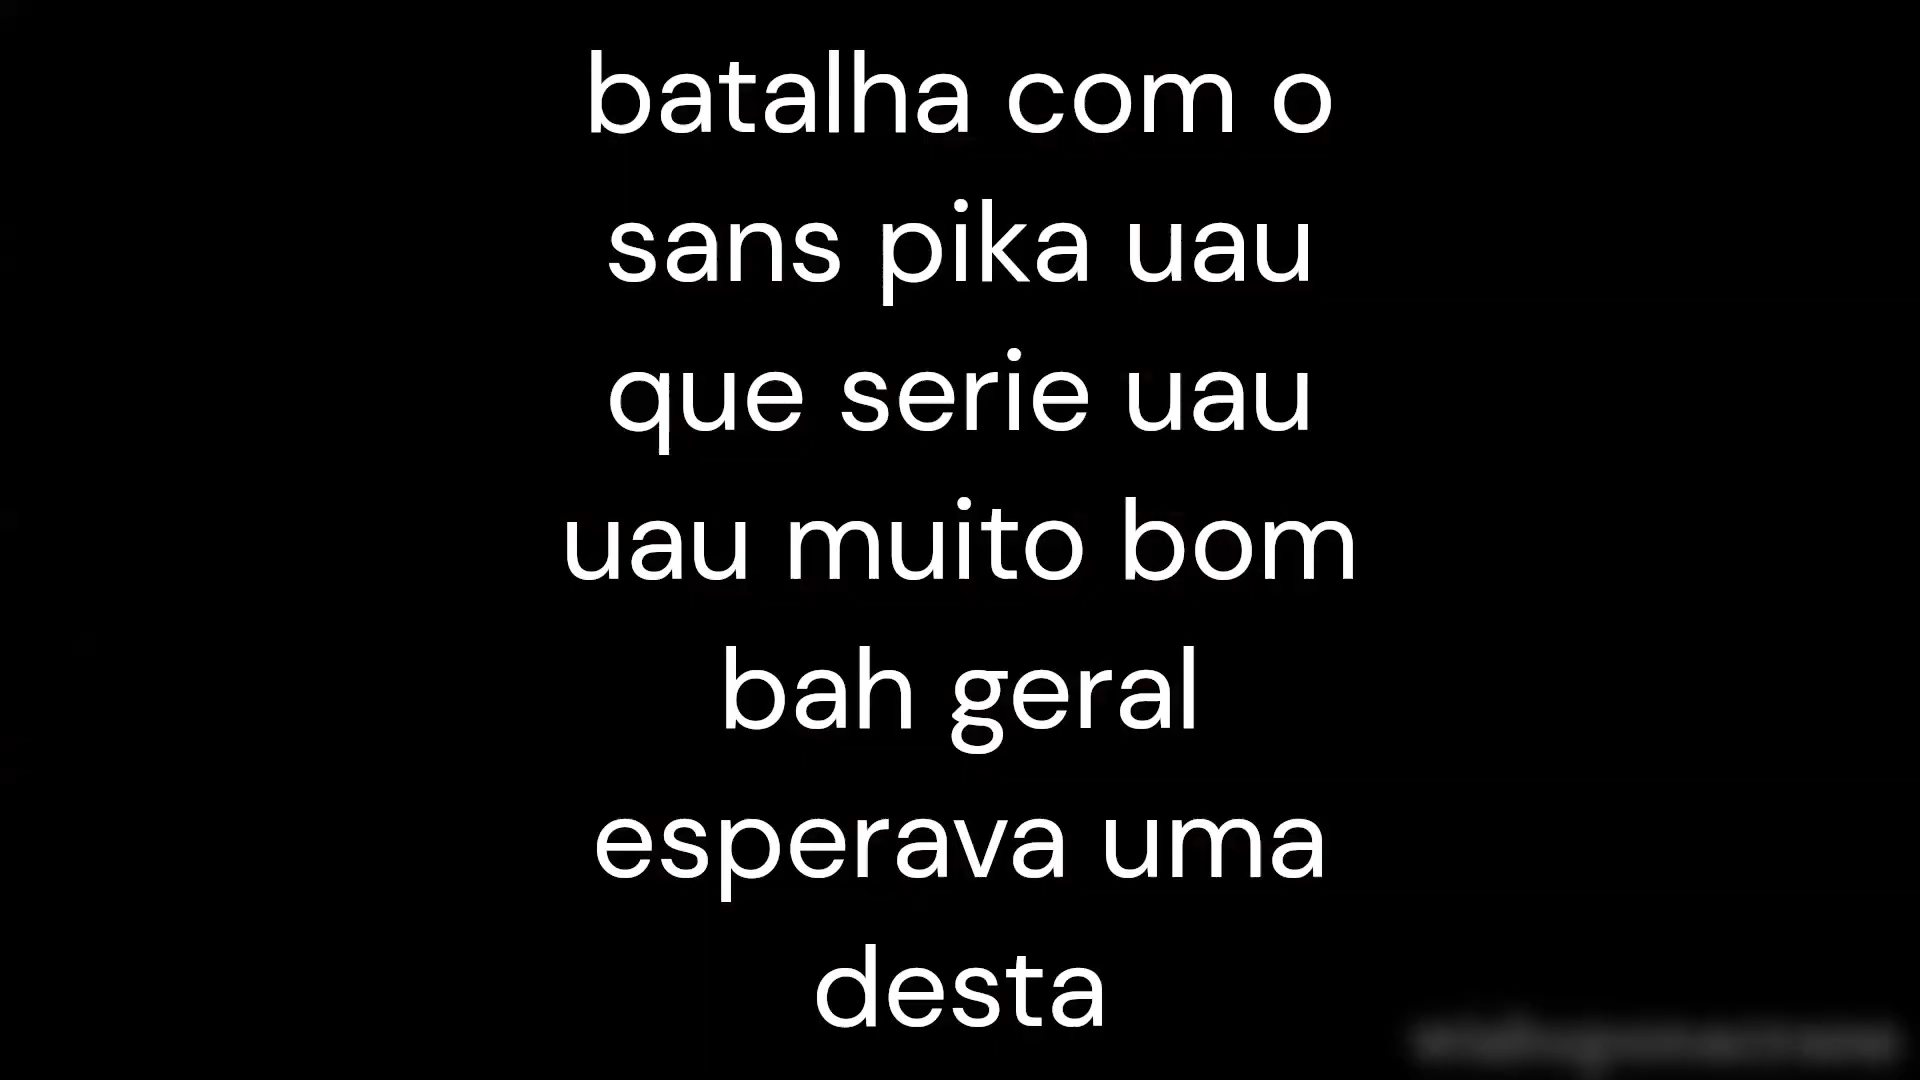 batalha com o
sans pika uau
que serie uau
uau muito bom
bah geral
esperava uma
desta